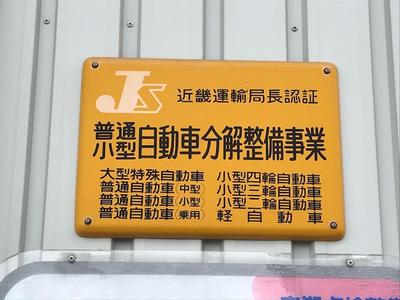 JS 近畿運輸局長認証
普通
小型 自動車分解整備事業
大型特殊自動車 小型四輪自動車
普通自動車(中型) 小型三輪自動車
普通自動車(小型) 小型二輪自動車
普通自動車(乗用) 軽自動車